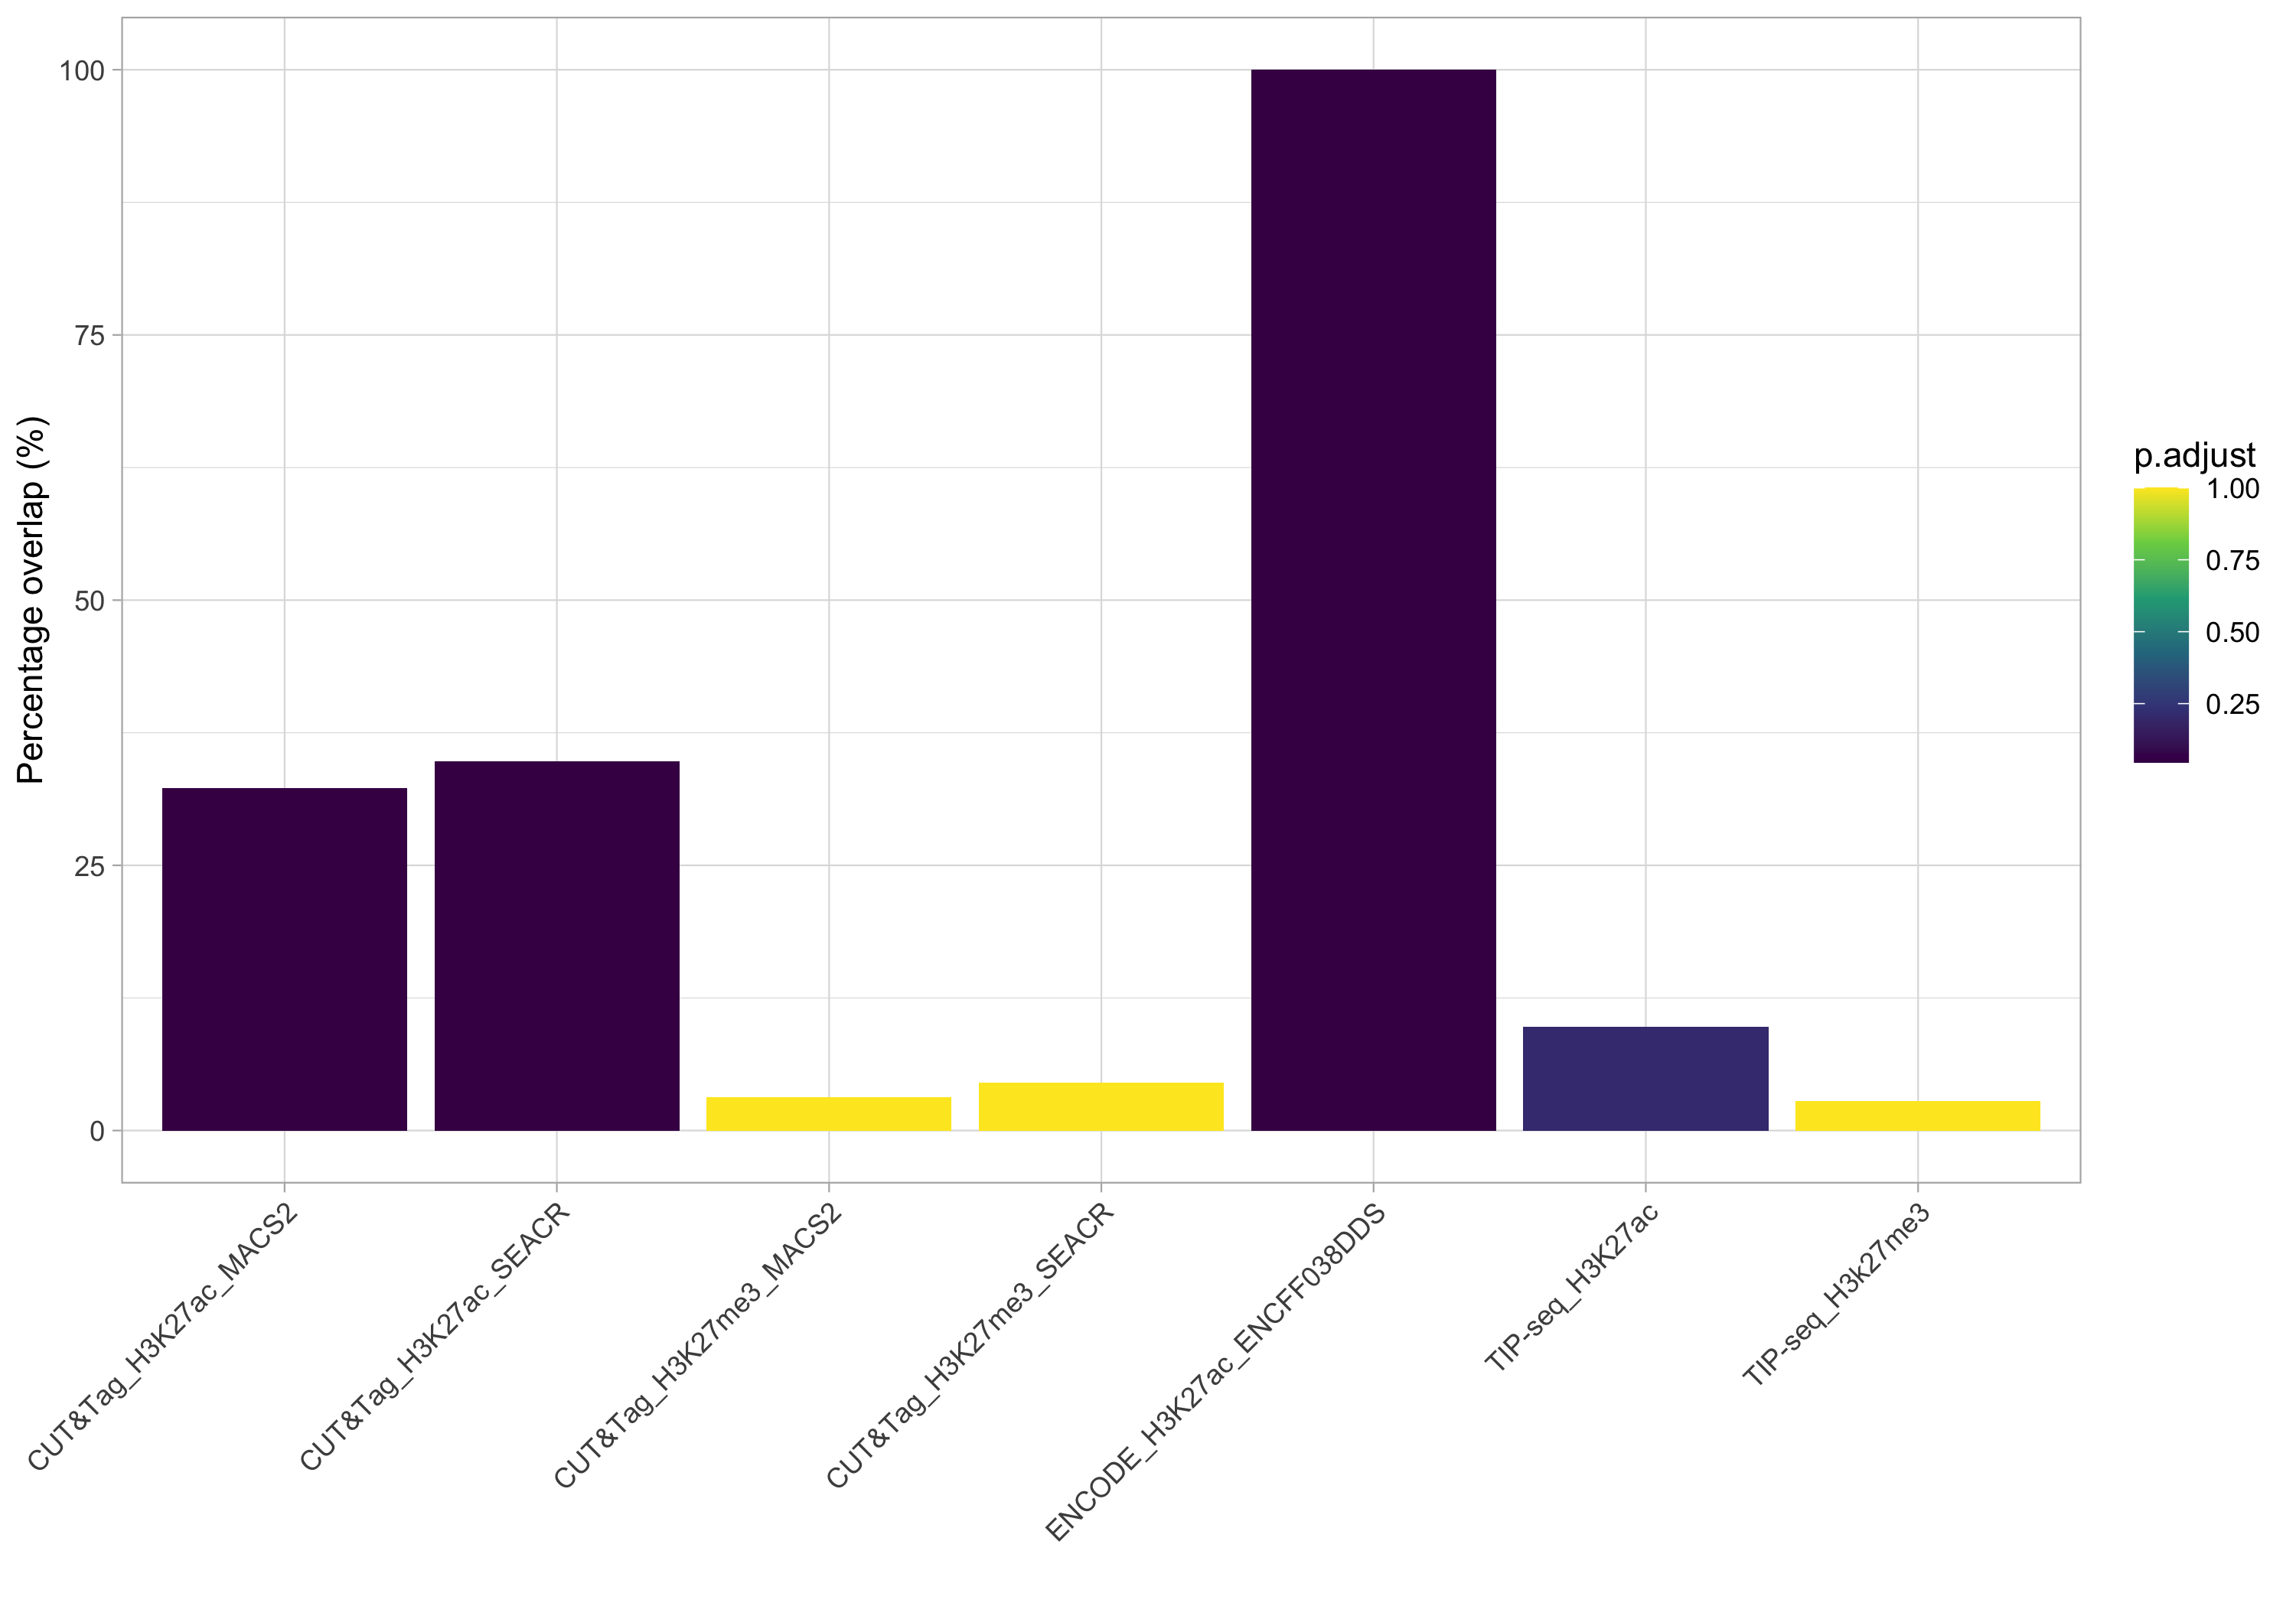 Percentage overlap (%)
100
75
50
25
0
CUT&Tag_H3K27ac_MACS2
CUT&Tag_H3K27ac_SEACR
CUT&Tag_H3K27me3_MACS2
CUT&Tag_H3K27me3_SEACR
ENCODE_H3K27ac_ENCFF038DDS
TIP-seq_H3K27ac
TIP-seq_H3k27me3
p.adjust
1.00
0.75
0.50
0.25